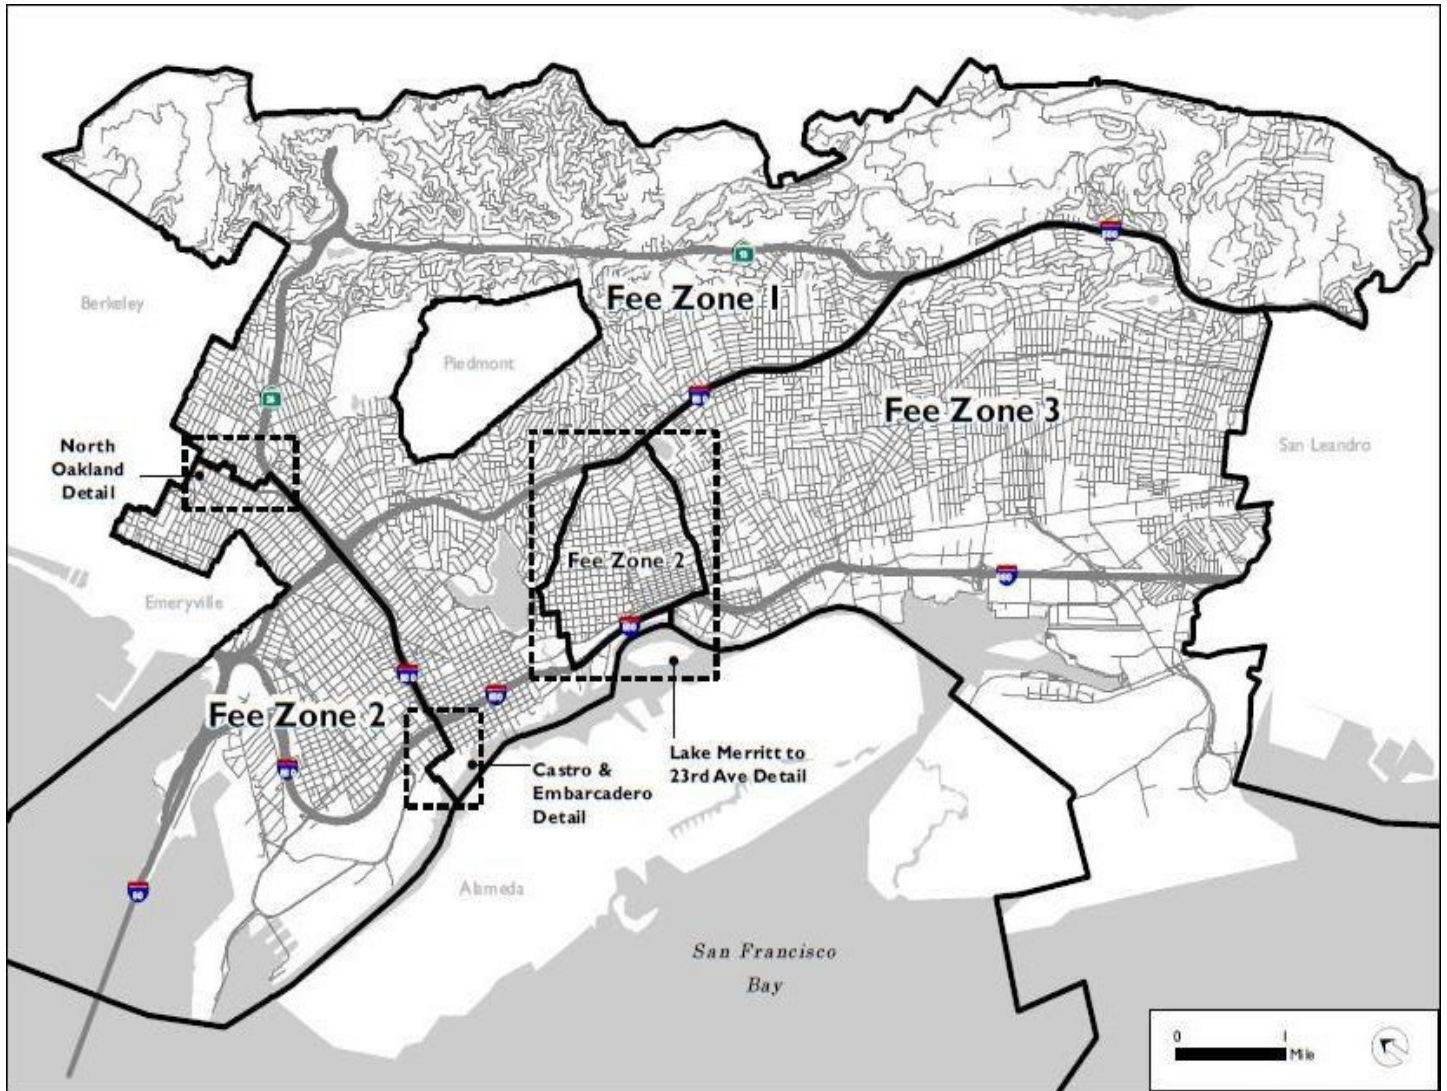 Berkeley
Fee Zone 1
Piedmont
Fee Zone 3
San Leandro
North
Oakland
Detail
Fee Zone 2
Emeryville
Fee Zone 2
Lake Merritt to
23rd Ave Detail
Castro &
Embarcadero
Detail
Alameda
San Francisco
Bay
0
1
Mile